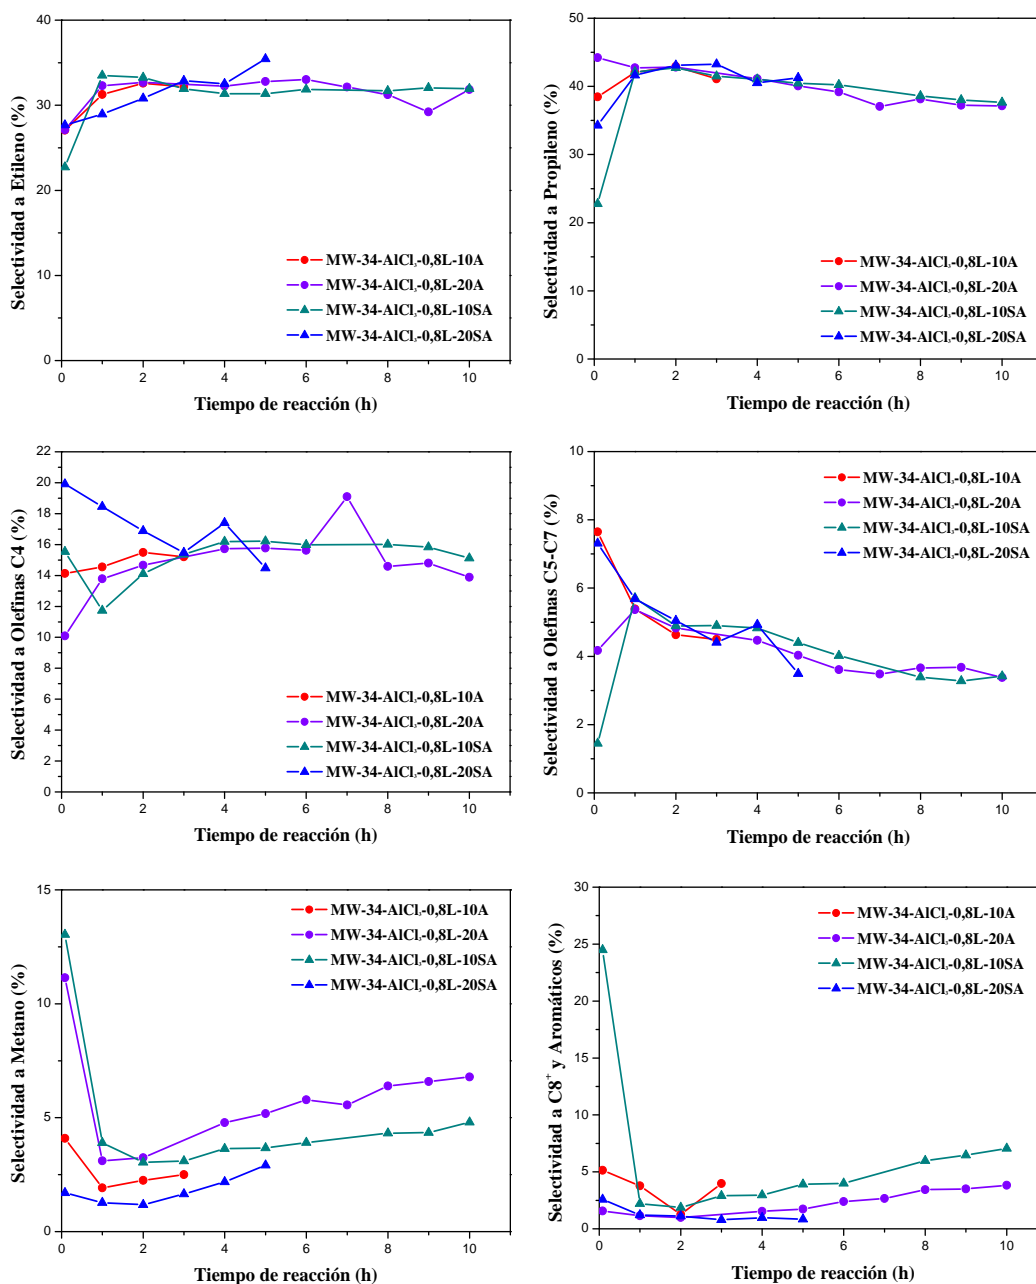 Selectividad a Etileno (%)
40
30
20
10
0
MW-34-AlCl₃-0,8L-10A
MW-34-AlCl₃-0,8L-20A
MW-34-AlCl₃-0,8L-10SA
MW-34-AlCl₃-0,8L-20SA
0 2 4 6 8 10
Tiempo de reacción (h)
Selectividad a Propileno (%)
50
40
30
20
10
0
MW-34-AlCl₃-0,8L-10A
MW-34-AlCl₃-0,8L-20A
MW-34-AlCl₃-0,8L-10SA
MW-34-AlCl₃-0,8L-20SA
0 2 4 6 8 10
Tiempo de reacción (h)
Selectividad a Olefinas C4 (%)
22
20
18
16
14
12
10
8
6
4
2
0
MW-34-AlCl₃-0,8L-10A
MW-34-AlCl₃-0,8L-20A
MW-34-AlCl₃-0,8L-10SA
MW-34-AlCl₃-0,8L-20SA
0 2 4 6 8 10
Tiempo de reacción (h)
Selectividad a Olefinas C5-C7 (%)
10
8
6
4
2
0
MW-34-AlCl₃-0,8L-10A
MW-34-AlCl₃-0,8L-20A
MW-34-AlCl₃-0,8L-10SA
MW-34-AlCl₃-0,8L-20SA
0 2 4 6 8 10
Tiempo de reacción (h)
Selectividad a Metano (%)
15
10
5
0
MW-34-AlCl₃-0,8L-10A
MW-34-AlCl₃-0,8L-20A
MW-34-AlCl₃-0,8L-10SA
MW-34-AlCl₃-0,8L-20SA
0 2 4 6 8 10
Tiempo de reacción (h)
Selectividad a C8⁺ y Aromáticos (%)
30
25
20
15
10
5
0
MW-34-AlCl₃-0,8L-10A
MW-34-AlCl₃-0,8L-20A
MW-34-AlCl₃-0,8L-10SA
MW-34-AlCl₃-0,8L-20SA
0 2 4 6 8 10
Tiempo de reacción (h)